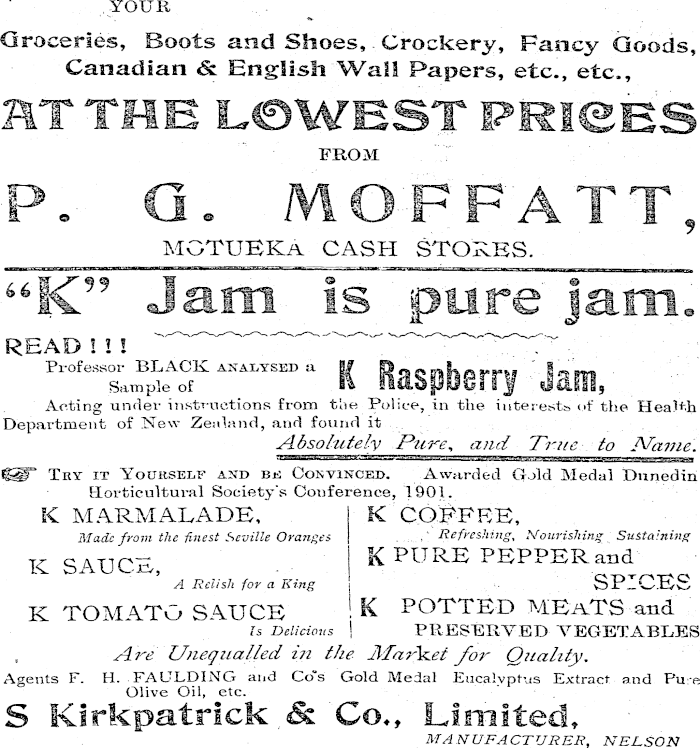 YOUR
Groceries, Boots and Shoes, Crockery, Fancy Goods,
Canadian & English Wall Papers, etc., etc.,
AT THE LOWEST PRICES
FROM
P. G. MOFFATT,
MOTUEKA CASH STORES.
"K" Jam is pure jam.
READ!!!
Professor BLACK ANALYSED a
Sample of
K Raspberry Jam,
Acting under instructions from the Police, in the interests of the Health
Department of New Zealand, and found it
Absolutely Pure, and True to Name.
TRY IT YOURSELF AND BE CONVINCED. Awarded Gold Medal Dunedin
Horticultural Society's Conference, 1901.
K MARMALADE,
Made from the finest Seville Oranges
K SAUCE,
A Relish for a King
K TOMATO SAUCE
Is Delicious
K COFFEE,
Refreshing, Nourishing Sustaining
K PURE PEPPER and
SPICES
K POTTED MEATS and
PRESERVED VEGETABLES
Are Unequalled in the Market for Quality.
Agents F. H. FAULDING and Co's Gold Medal Eucalyptus Extract and Pure
Olive Oil, etc.
S Kirkpatrick & Co., Limited,
MANUFACTURER, NELSON